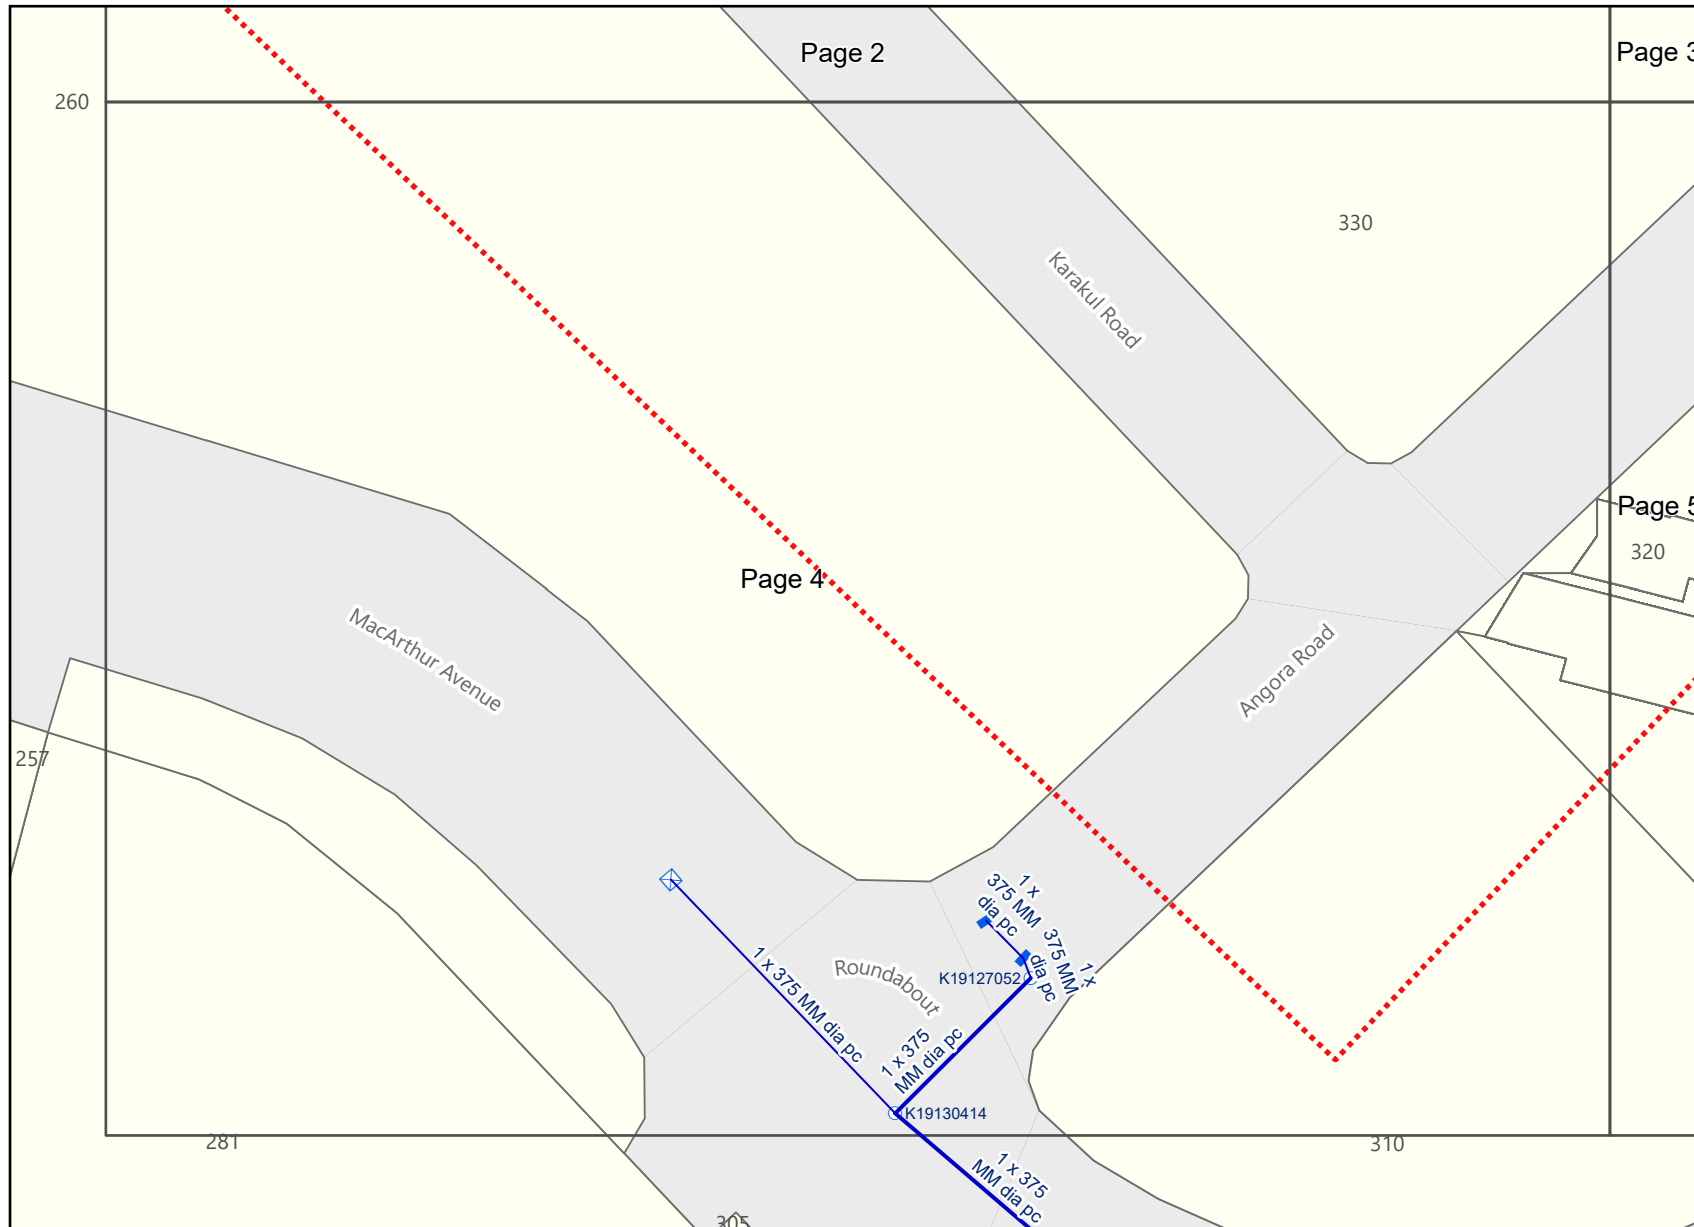 Page 2
Page 3
260
330
Karakul Road
Page 5
320
Page 4
MacArthur Avenue
Angora Road
257
1 x
375 MM
dia pc
1 x
375 MM
dia pc
Roundabout
K19127052
1 x 375 MM dia pc
1 x 375
MM dia pc
K19130414
281
310
1 x 375
MM dia pc
305